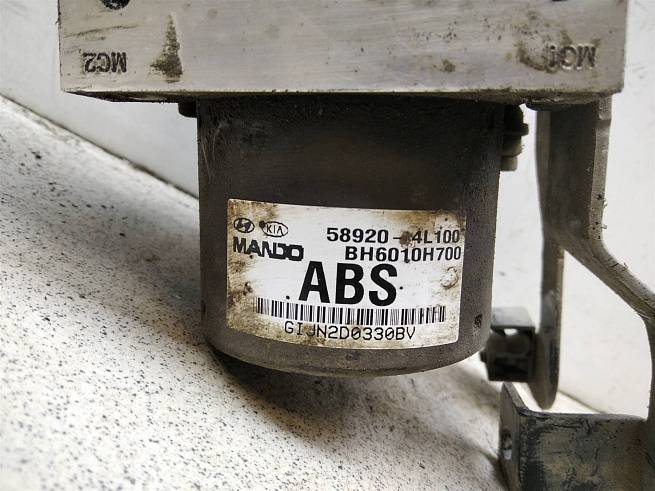 MC2 MC1
KIA 58920-4L100
MANDO BH6010H700
ABS
GIJN2D0330BV